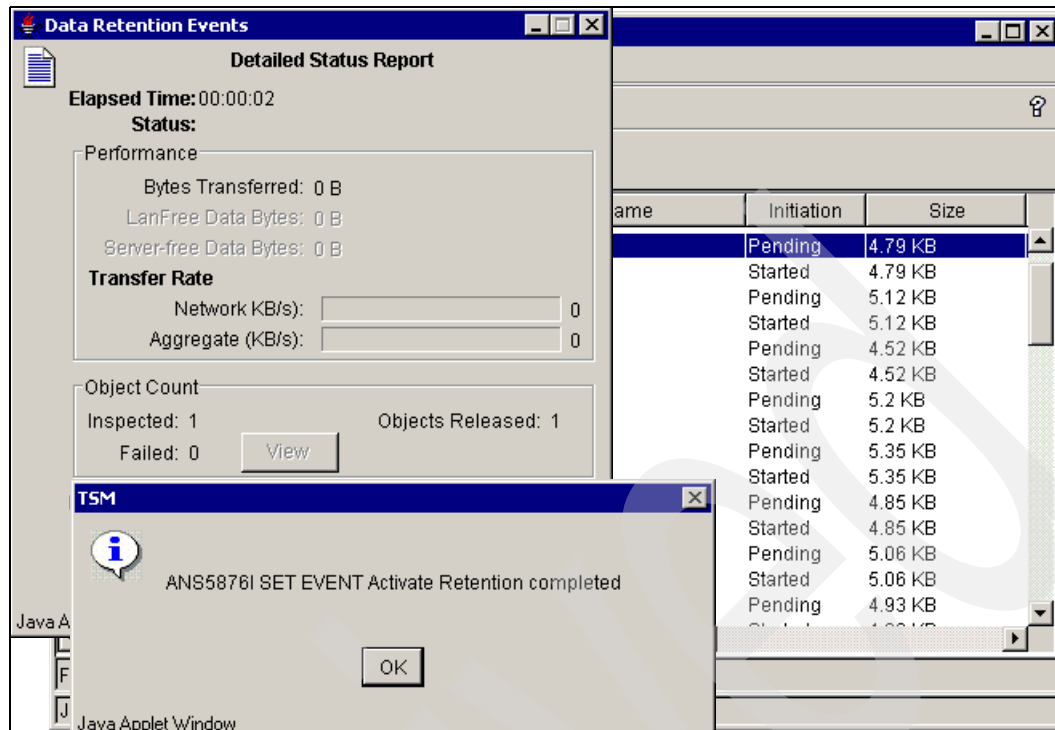 Data Retention Events
Detailed Status Report
Elapsed Time: 00:00:02
Status:
Performance
Bytes Transferred: 0 B
LanFree Data Bytes: 0 B
Server-free Data Bytes: 0 B
Transfer Rate
Network KB/s): 0
Aggregate (KB/s): 0
Object Count
Inspected: 1 Objects Released: 1
Failed: 0 View
Java A
TSM
ANS5876I SET EVENT Activate Retention completed
OK
Java Applet Window
F
J
ame Initiation Size
Pending 4.79 KB
Started 4.79 KB
Pending 5.12 KB
Started 5.12 KB
Pending 4.52 KB
Started 4.52 KB
Pending 5.2 KB
Started 5.2 KB
Pending 5.35 KB
Started 5.35 KB
Pending 4.85 KB
Started 4.85 KB
Pending 5.06 KB
Started 5.06 KB
Pending 4.93 KB